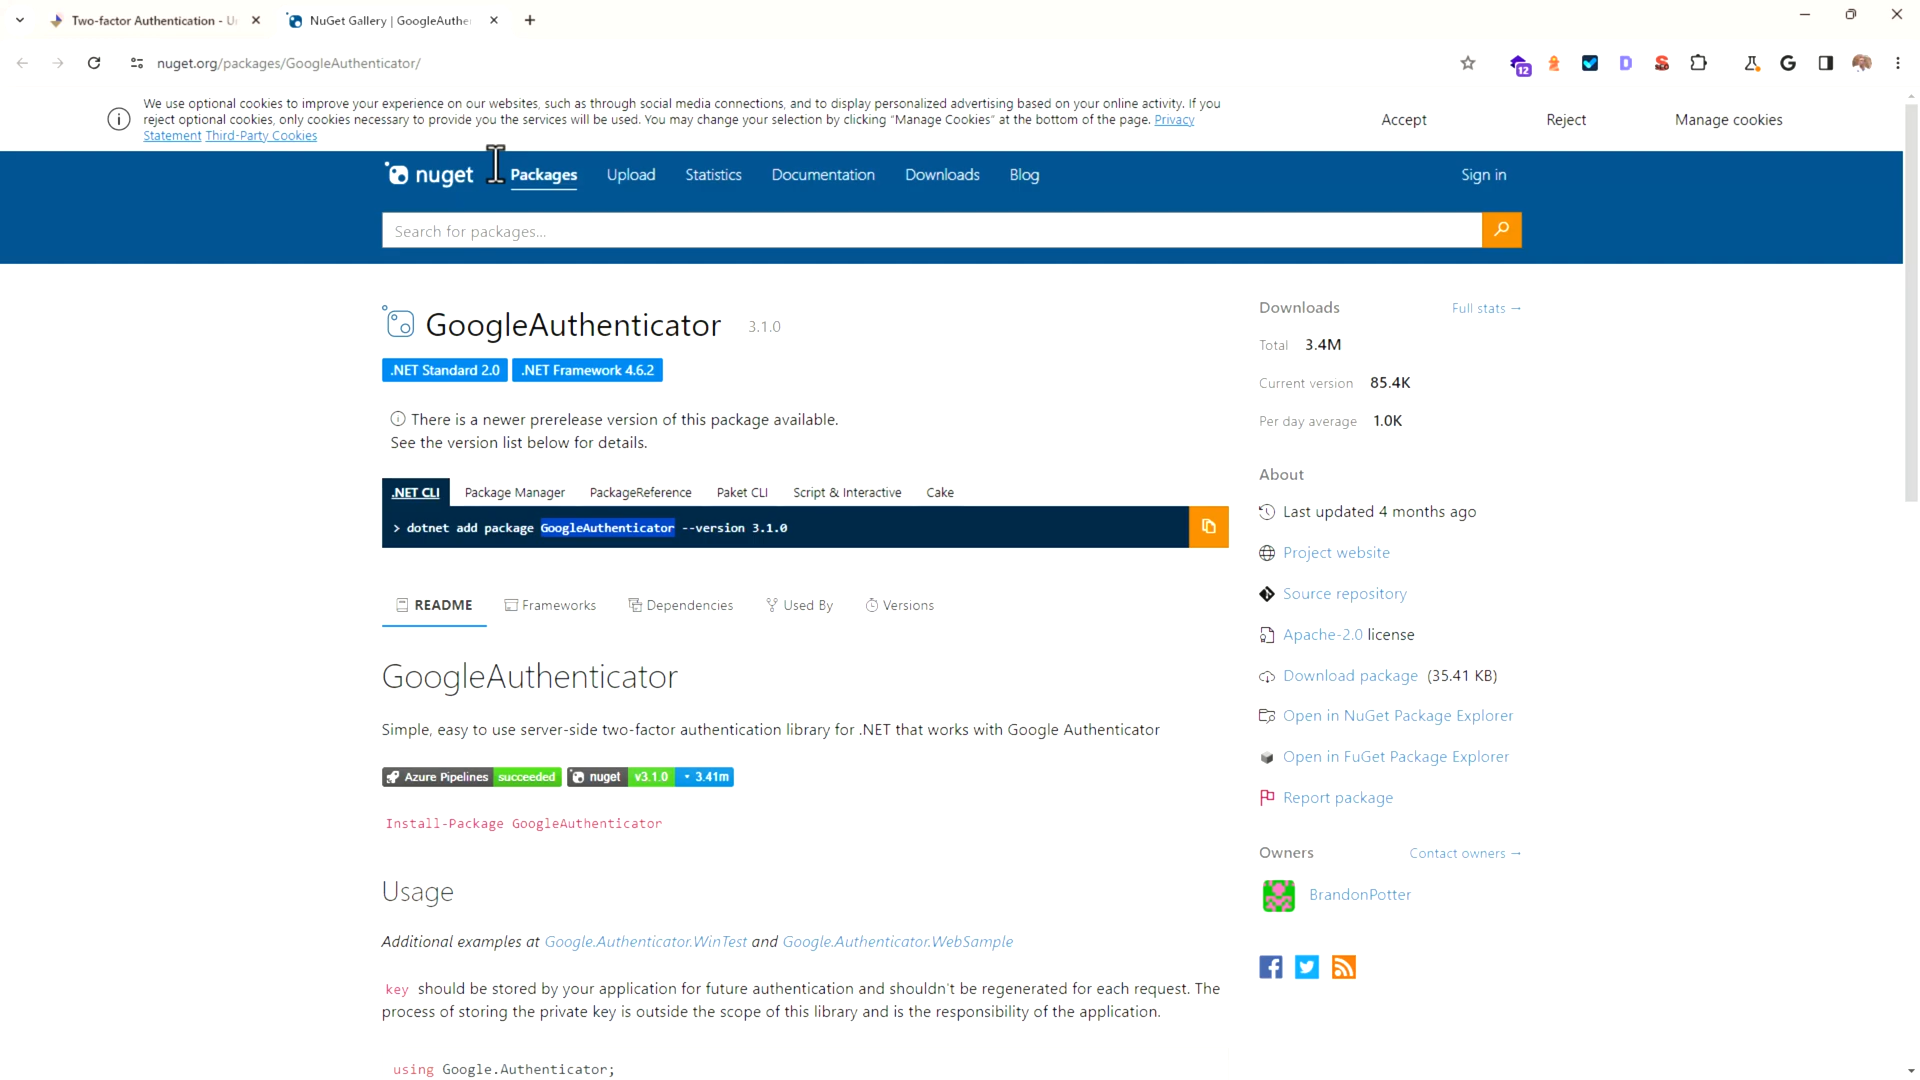 Two-factor Authentication - U
NuGet Gallery | GoogleAuthe
nuget.org/packages/GoogleAuthenticator/
12
We use optional cookies to improve your experience on our websites, such as through social media connections, and to display personalized advertising based on your online activity. If you
reject optional cookies, only cookies necessary to provide you the services will be used. You may change your selection by clicking "Manage Cookies" at the bottom of the page. Privacy
Statement Third-Party Cookies
Accept
Reject
Manage cookies
nuget
Packages
Upload
Statistics
Documentation
Downloads
Blog
Sign in
Search for packages...
GoogleAuthenticator 3.1.0
.NET Standard 2.0 .NET Framework 4.6.2
There is a newer prerelease version of this package available.
See the version list below for details.
.NET CLI Package Manager PackageReference Paket CLI Script & Interactive Cake
> dotnet add package GoogleAuthenticator --version 3.1.0
README Frameworks Dependencies Used By Versions
GoogleAuthenticator
Simple, easy to use server-side two-factor authentication library for .NET that works with Google Authenticator
Azure Pipelines succeeded nuget v3.1.0 3.41m
Install-Package GoogleAuthenticator
Usage
Additional examples at Google.Authenticator.WinTest and Google.Authenticator.WebSample
key should be stored by your application for future authentication and shouldn't be regenerated for each request. The
process of storing the private key is outside the scope of this library and is the responsibility of the application.
using Google.Authenticator;
Downloads Full stats →
Total 3.4M
Current version 85.4K
Per day average 1.0K
About
Last updated 4 months ago
Project website
Source repository
Apache-2.0 license
Download package (35.41 KB)
Open in NuGet Package Explorer
Open in FuGet Package Explorer
Report package
Owners Contact owners →
BrandonPotter